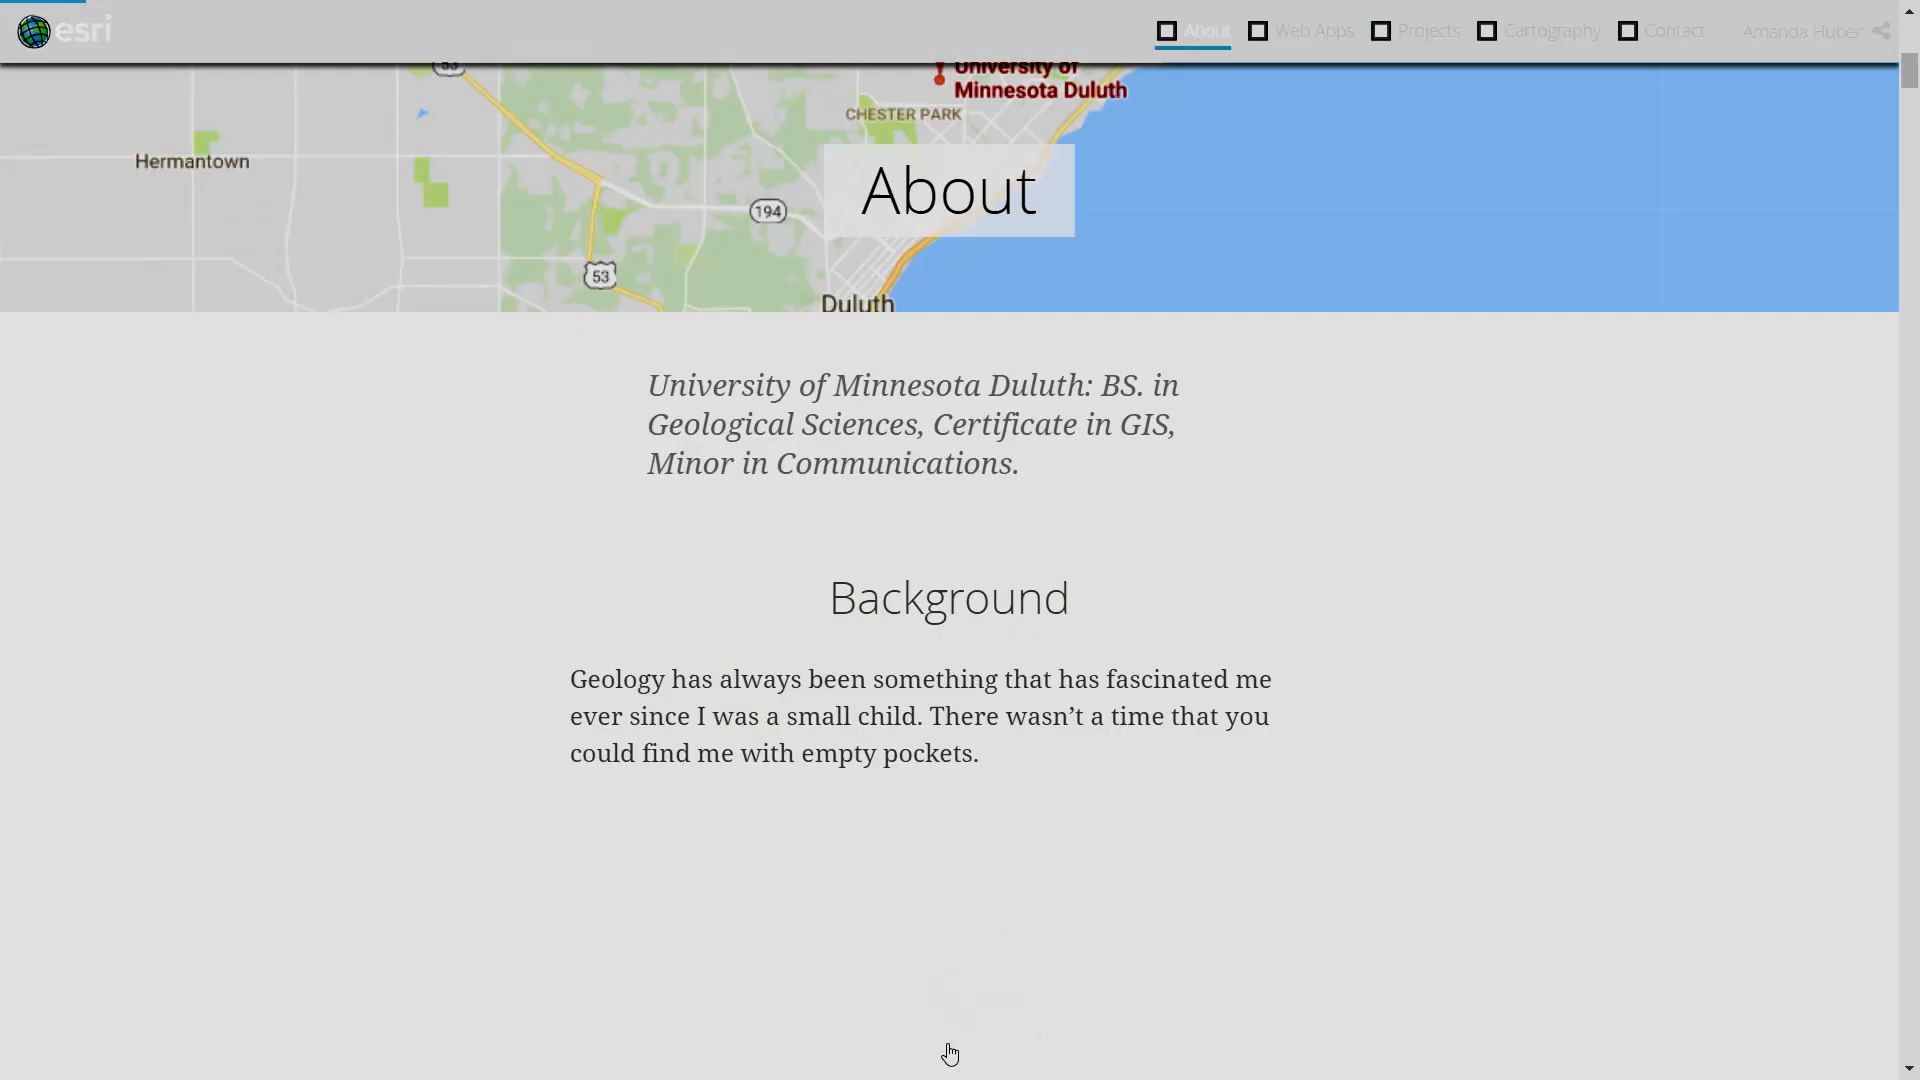 esri
About
Web Apps
Projects
Cartography
Contact
Amanda Huber
53
University of
Minnesota Duluth
CHESTER PARK
Hermantown
About
194
53
Duluth
University of Minnesota Duluth: BS. in
Geological Sciences, Certificate in GIS,
Minor in Communications.
Background
Geology has always been something that has fascinated me
ever since I was a small child. There wasn’t a time that you
could find me with empty pockets.